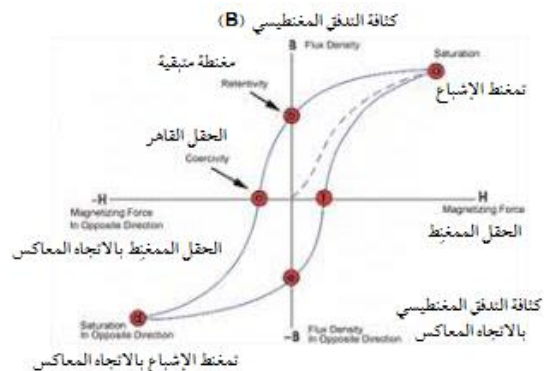 كثافة التدفق المغنطيسي (B)
B
Flux Density
Saturation
a
تمغنط الإشباع
مغنطة متبقية
Retentivity
b
الحقل القاهر
Coercivity
-H
c
f
H
Magnetizing Force
In Opposite Direction
Magnetizing Force
الحقل الممغنِط بالاتجاه المعاكس
الحقل الممغنِط
e
كثافة التدفق المغنطيسي
بالاتجاه المعاكس
d
Saturation
In Opposite Direction
-B
Flux Density
In Opposite Direction
تمغنط الإشباع بالاتجاه المعاكس